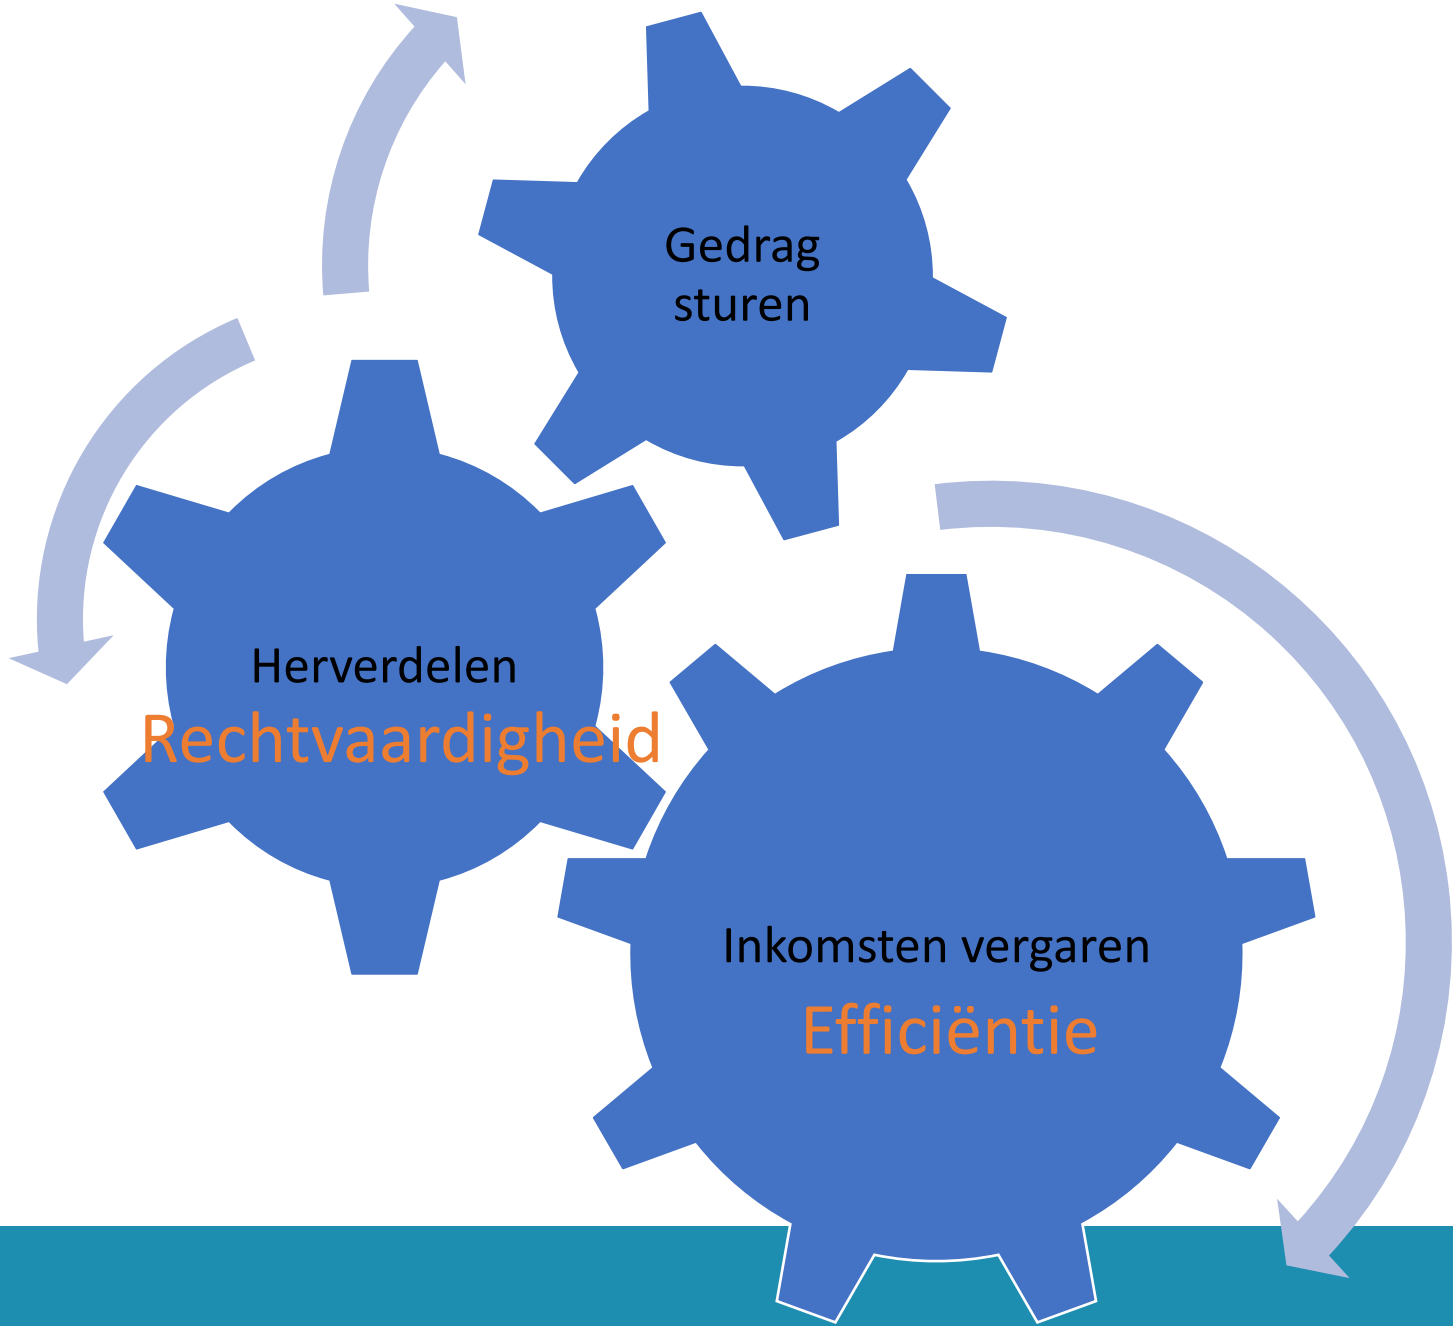 Gedrag
sturen
Herverdelen
Rechtvaardigheid
Inkomsten vergaren
Efficiëntie